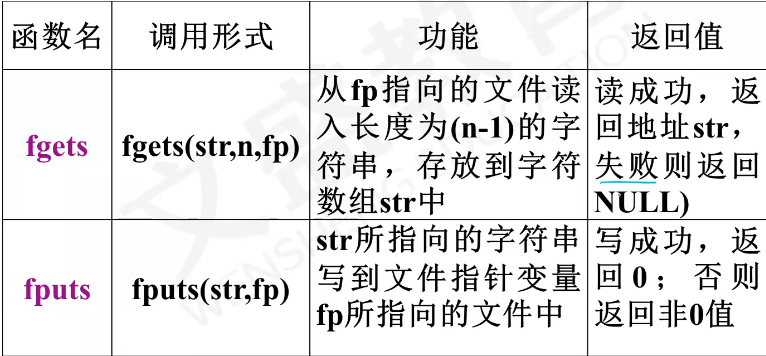 函数名
调用形式
功能
返回值
fgets
fgets(str,n,fp)
从fp指向的文件读
入长度为(n-1)的字
符串，存放到字符
数组str中
读成功，返
回地址str，
失败则返回
NULL)
fputs
fputs(str,fp)
str所指向的字符串
写到文件指针变量
fp所指向的文件中
写成功，返
回0；否则
返回非0值